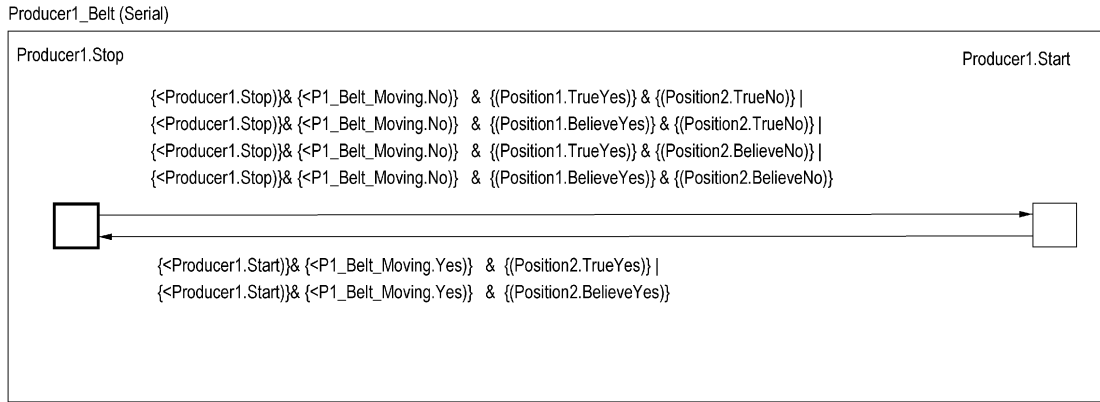 Producer1_Belt (Serial)
Producer1.Stop
Producer1.Start
{<Producer1.Stop)}& {<P1_Belt_Moving.No)} & {(Position1.TrueYes)} & {(Position2.TrueNo)} |
{<Producer1.Stop)}& {<P1_Belt_Moving.No)} & {(Position1.BelieveYes)} & {(Position2.TrueNo)} |
{<Producer1.Stop)}& {<P1_Belt_Moving.No)} & {(Position1.TrueYes)} & {(Position2.BelieveNo)} |
{<Producer1.Stop)}& {<P1_Belt_Moving.No)} & {(Position1.BelieveYes)} & {(Position2.BelieveNo)}
{<Producer1.Start)}& {<P1_Belt_Moving.Yes)} & {(Position2.TrueYes)} |
{<Producer1.Start)}& {<P1_Belt_Moving.Yes)} & {(Position2.BelieveYes)}